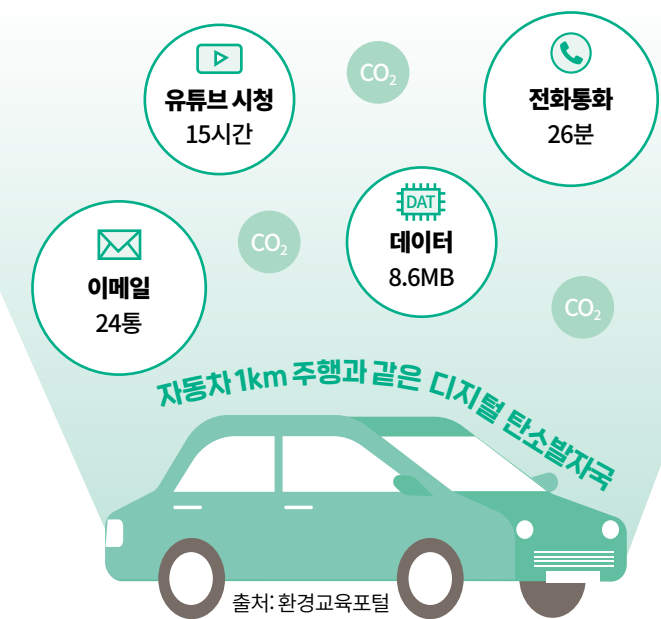 유튜브 시청
15시간
CO₂
전화통화
26분
DAT
데이터
8.6MB
CO₂
이메일
24통
CO₂
자동차 1km 주행과 같은 디지털 탄소발자국
출처: 환경교육포털